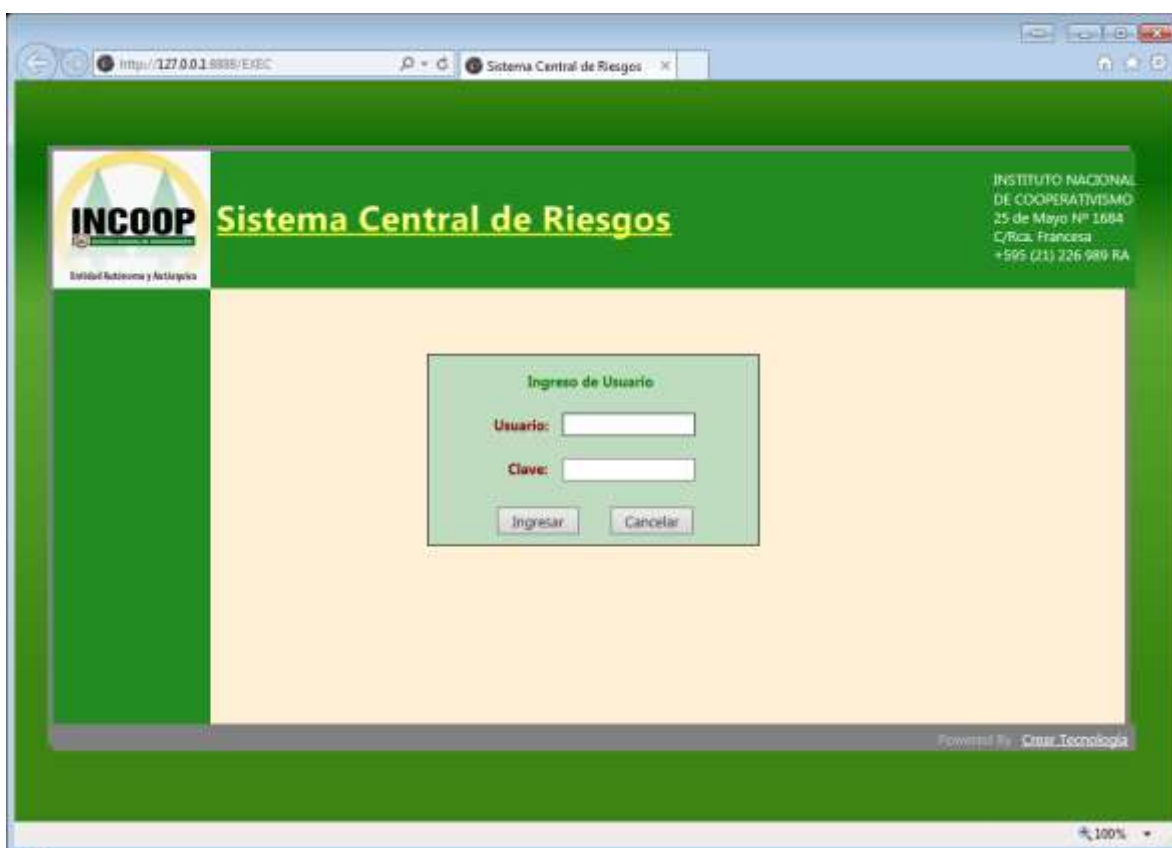 http://127.0.0.1:8888/EXEC
Sistema Central de Riesgos
INCOOP
Entidad Autónoma y Autárquica
Sistema Central de Riesgos
INSTITUTO NACIONAL
DE COOPERATIVISMO
25 de Mayo Nº 1684
C/Rca. Francesa
+595 (21) 226 989 RA
Ingreso de Usuario
Usuario:
Clave:
Ingresar
Cancelar
Powered By Crear Tecnología
100%